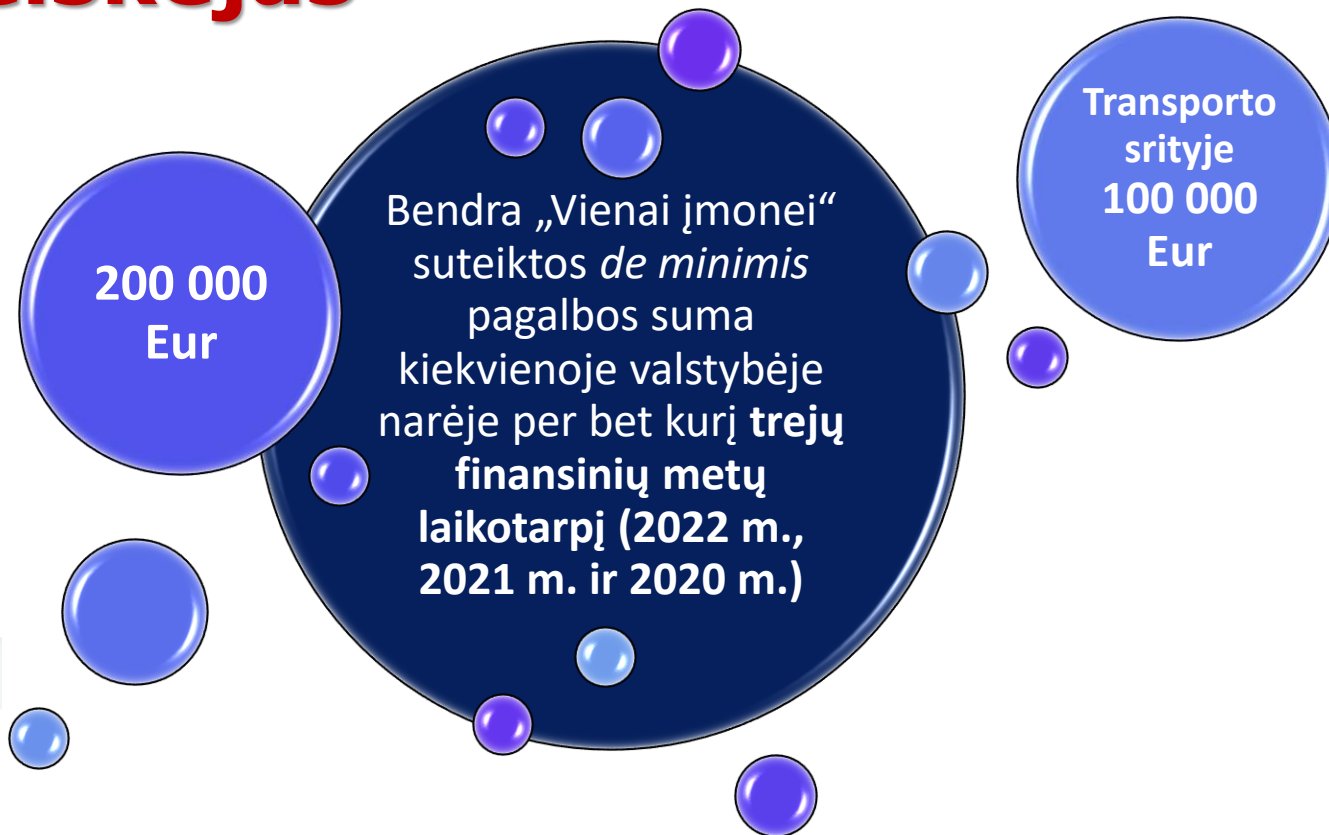 200 000
Eur
Bendra „Vienai įmonei“
suteiktos de minimis
pagalbos suma
kiekvienoje valstybėje
narėje per bet kurį trejų
finansinių metų
laikotarpį (2022 m.,
2021 m. ir 2020 m.)
Transporto
srityje
100 000
Eur